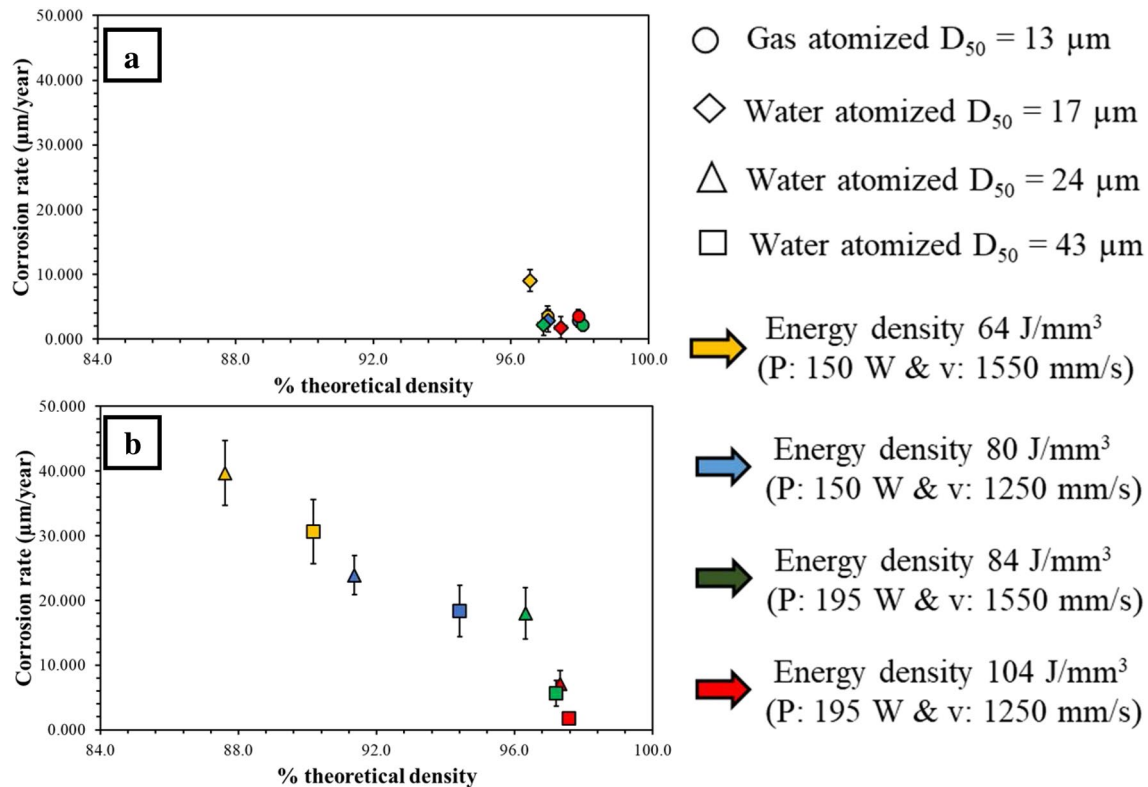 a
50.000
40.000
30.000
20.000
10.000
0.000
Corrosion rate (µm/year)
84.0 88.0 92.0 96.0 100.0
% theoretical density
b
50.000
40.000
30.000
20.000
10.000
0.000
Corrosion rate (µm/year)
84.0 88.0 92.0 96.0 100.0
% theoretical density
Gas atomized D₅₀ = 13 µm
Water atomized D₅₀ = 17 µm
Water atomized D₅₀ = 24 µm
Water atomized D₅₀ = 43 µm
Energy density 64 J/mm³
(P: 150 W & v: 1550 mm/s)
Energy density 80 J/mm³
(P: 150 W & v: 1250 mm/s)
Energy density 84 J/mm³
(P: 195 W & v: 1550 mm/s)
Energy density 104 J/mm³
(P: 195 W & v: 1250 mm/s)